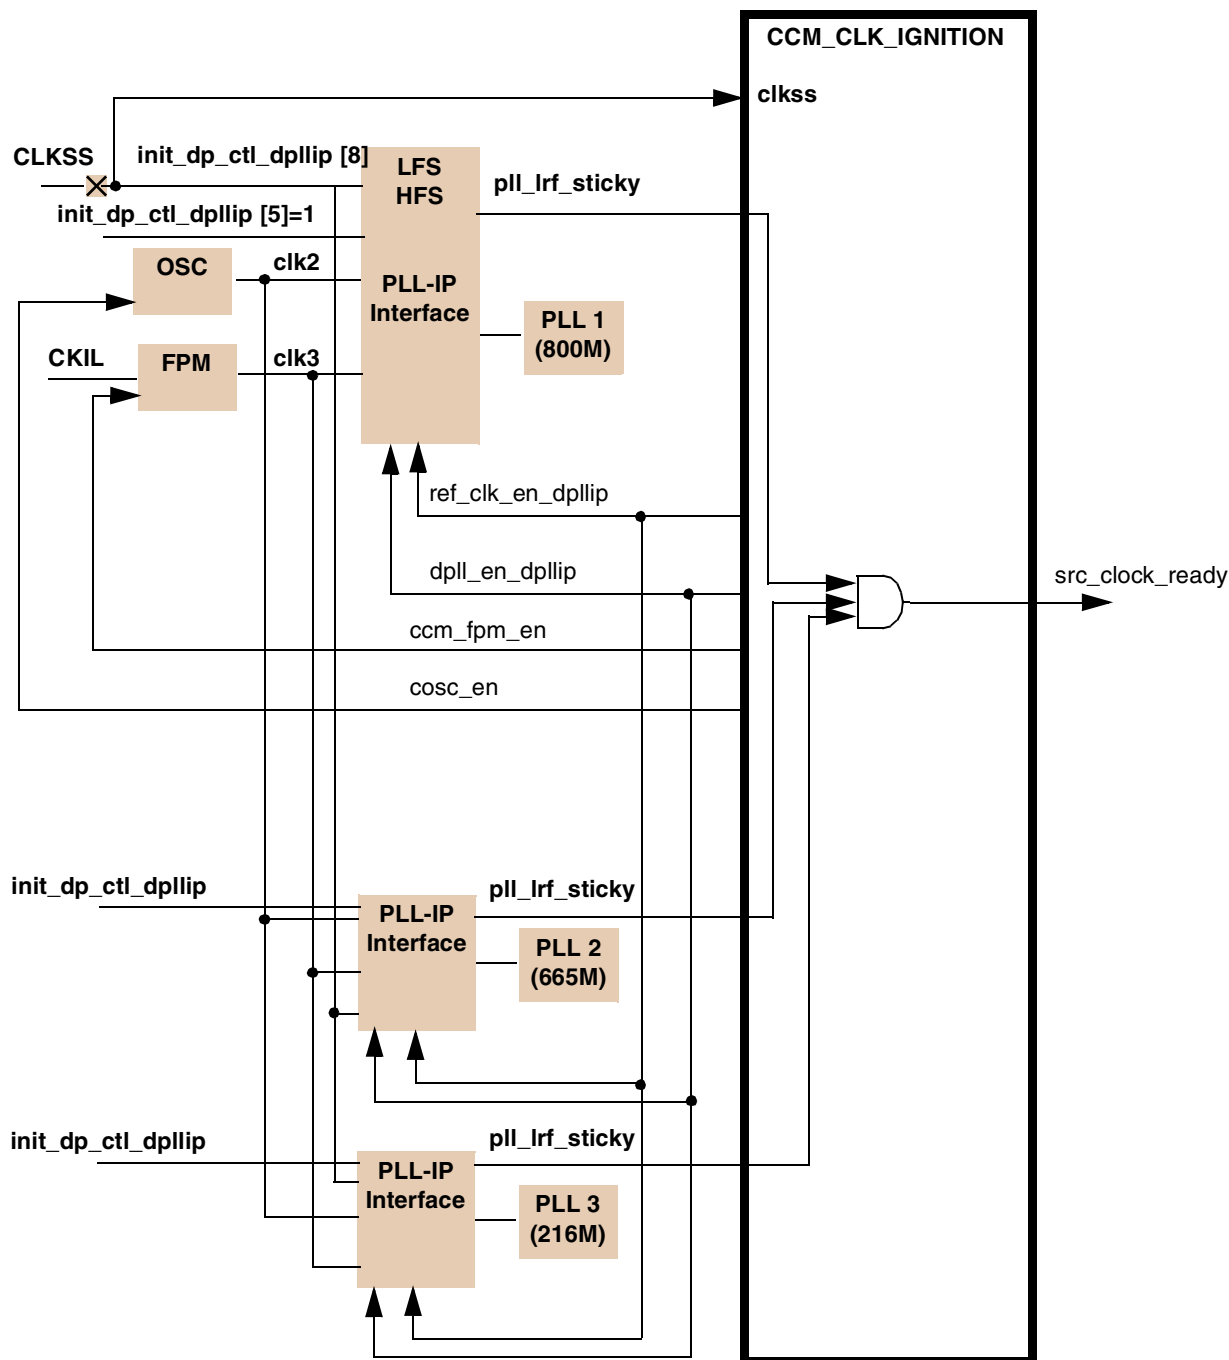 CCM_CLK_IGNITION
clkss
CLKSS
init_dp_ctl_dpllip [8]
LFS
HFS
pll_lrf_sticky
init_dp_ctl_dpllip [5]=1
OSC
clk2
PLL-IP
Interface
PLL 1
(800M)
CKIL
FPM
clk3
ref_clk_en_dpllip
dpll_en_dpllip
src_clock_ready
ccm_fpm_en
cosc_en
init_dp_ctl_dpllip
pll_lrf_sticky
PLL-IP
Interface
PLL 2
(665M)
init_dp_ctl_dpllip
pll_lrf_sticky
PLL-IP
Interface
PLL 3
(216M)